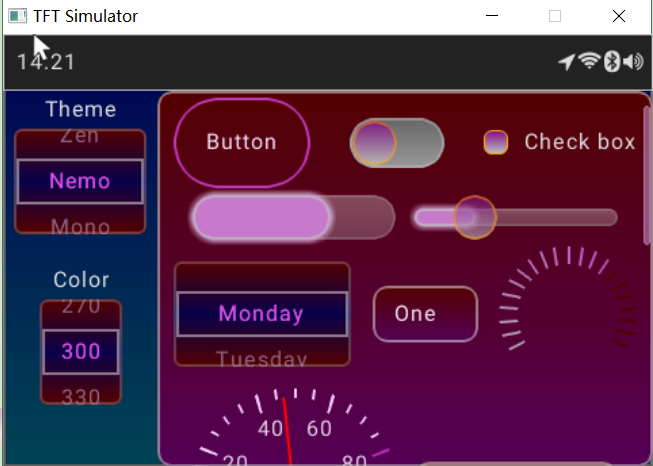 TFT Simulator
14:21
Theme
Zen
Nemo
Mono
Color
270
300
330
Button
Check box
Monday
Tuesday
One
20
40
60
80